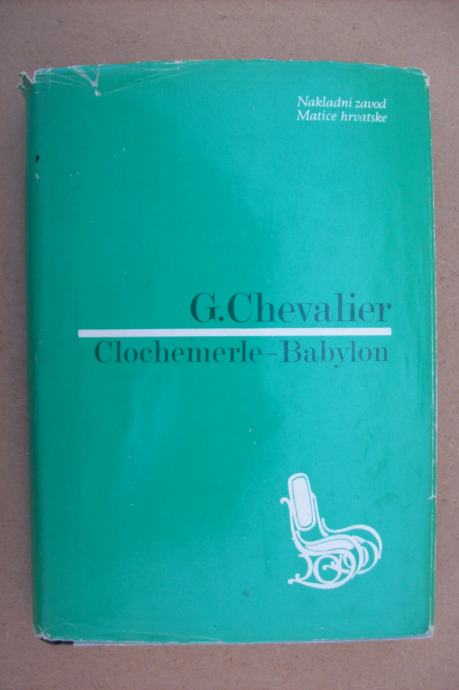 Nakladni zavod
Matice hrvatske
G.Chevalier
Clochemerle-Babylon